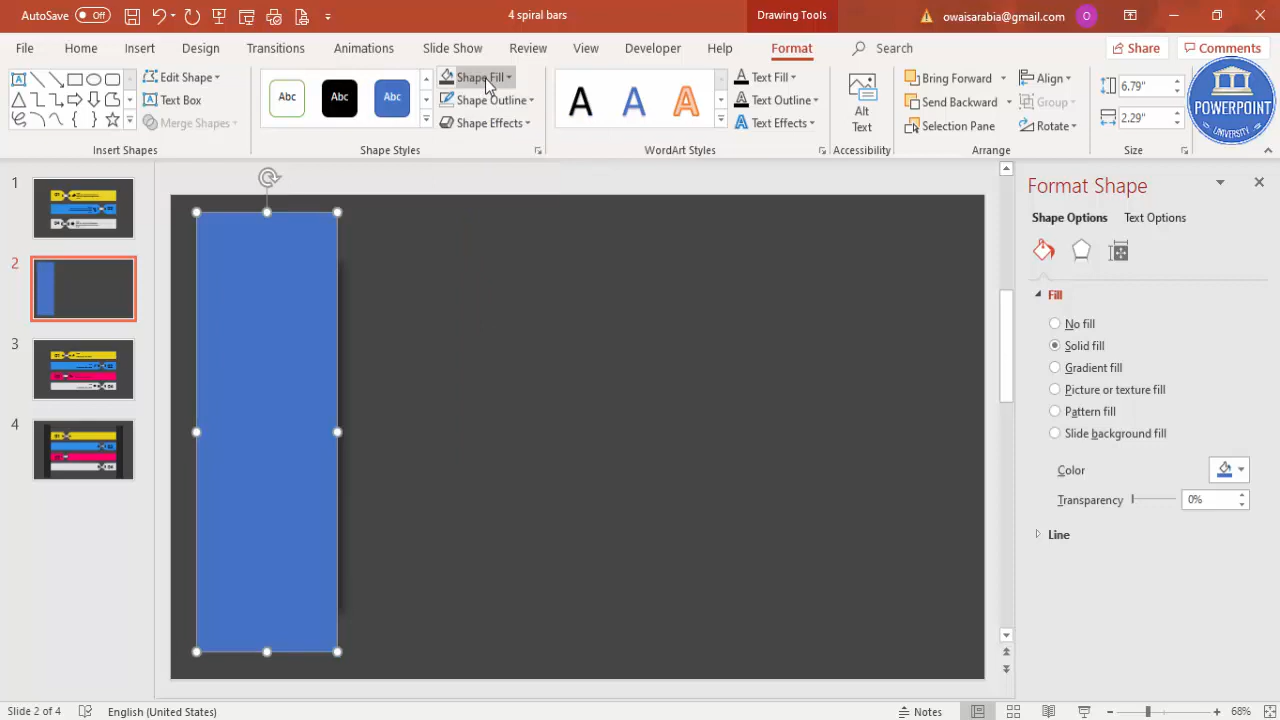 AutoSave Off 4 spiral bars Drawing Tools owaisarabia@gmail.com O
File Home Insert Draw Design Transitions Animations Slide Show Review View Developer Help Format Search Share Comments
Edit Shape Abc Abc Abc Shape Fill A A A Text Fill Bring Forward Align 6.79"
Text Box Shape Outline Text Outline Alt Text Send Backward Group
Merge Shapes Shape Effects Text Effects Selection Pane Rotate 2.29"
Insert Shapes Shape Styles WordArt Styles Accessibility Arrange Size
POWERPOINT
UNIVERSITY
1
2
3
4
Format Shape
Shape Options Text Options
Fill
No fill
Solid fill
Gradient fill
Picture or texture fill
Pattern fill
Slide background fill
Color
Transparency 0%
Line
Slide 2 of 4 English (United States) Notes 68%